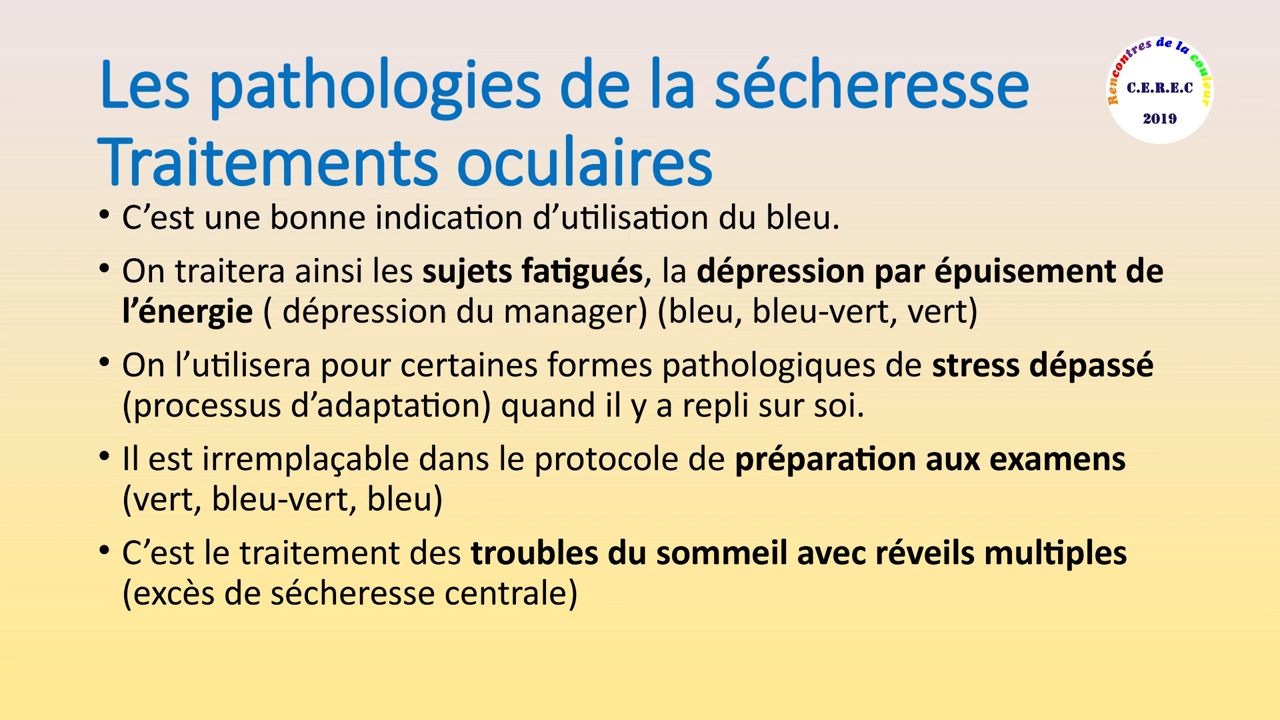 Les pathologies de la sécheresse
Traitements oculaires
Rencontres de la couleur
C.E.R.E.C
2019
• C’est une bonne indication d’utilisation du bleu.
• On traitera ainsi les sujets fatigués, la dépression par épuisement de
l’énergie ( dépression du manager) (bleu, bleu-vert, vert)
• On l’utilisera pour certaines formes pathologiques de stress dépassé
(processus d’adaptation) quand il y a repli sur soi.
• Il est irremplaçable dans le protocole de préparation aux examens
(vert, bleu-vert, bleu)
• C’est le traitement des troubles du sommeil avec réveils multiples
(excès de sécheresse centrale)